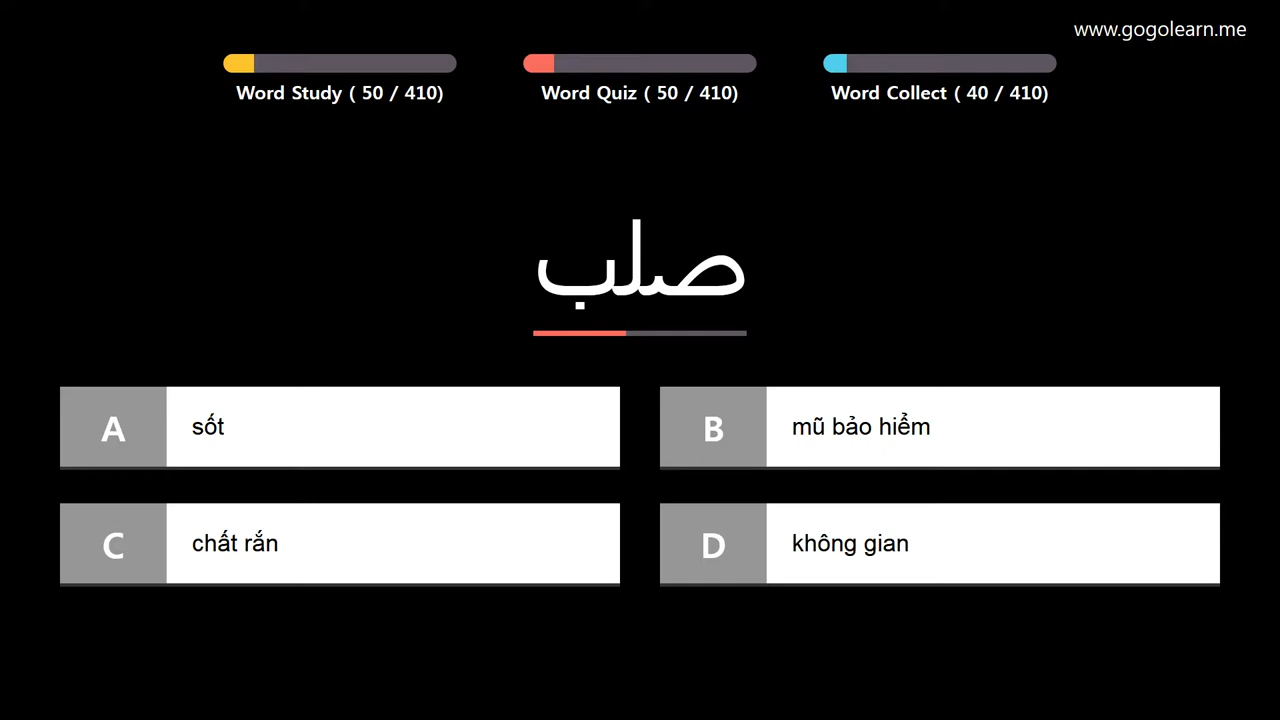 www.gogolearn.me
Word Study ( 50 / 410)
Word Quiz ( 50 / 410)
Word Collect ( 40 / 410)
صلب
A sốt
B mũ bảo hiểm
C chất rắn
D không gian